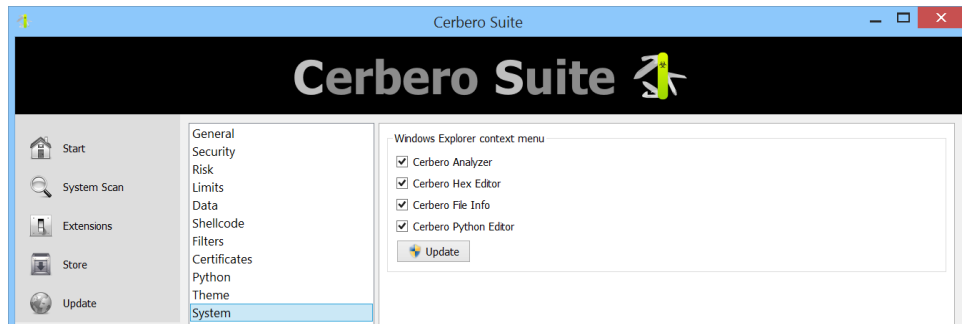 Cerbero Suite
Cerbero Suite
Start
System Scan
Extensions
Store
Update
General
Security
Risk
Limits
Data
Shellcode
Filters
Certificates
Python
Theme
System
Windows Explorer context menu
Cerbero Analyzer
Cerbero Hex Editor
Cerbero File Info
Cerbero Python Editor
Update